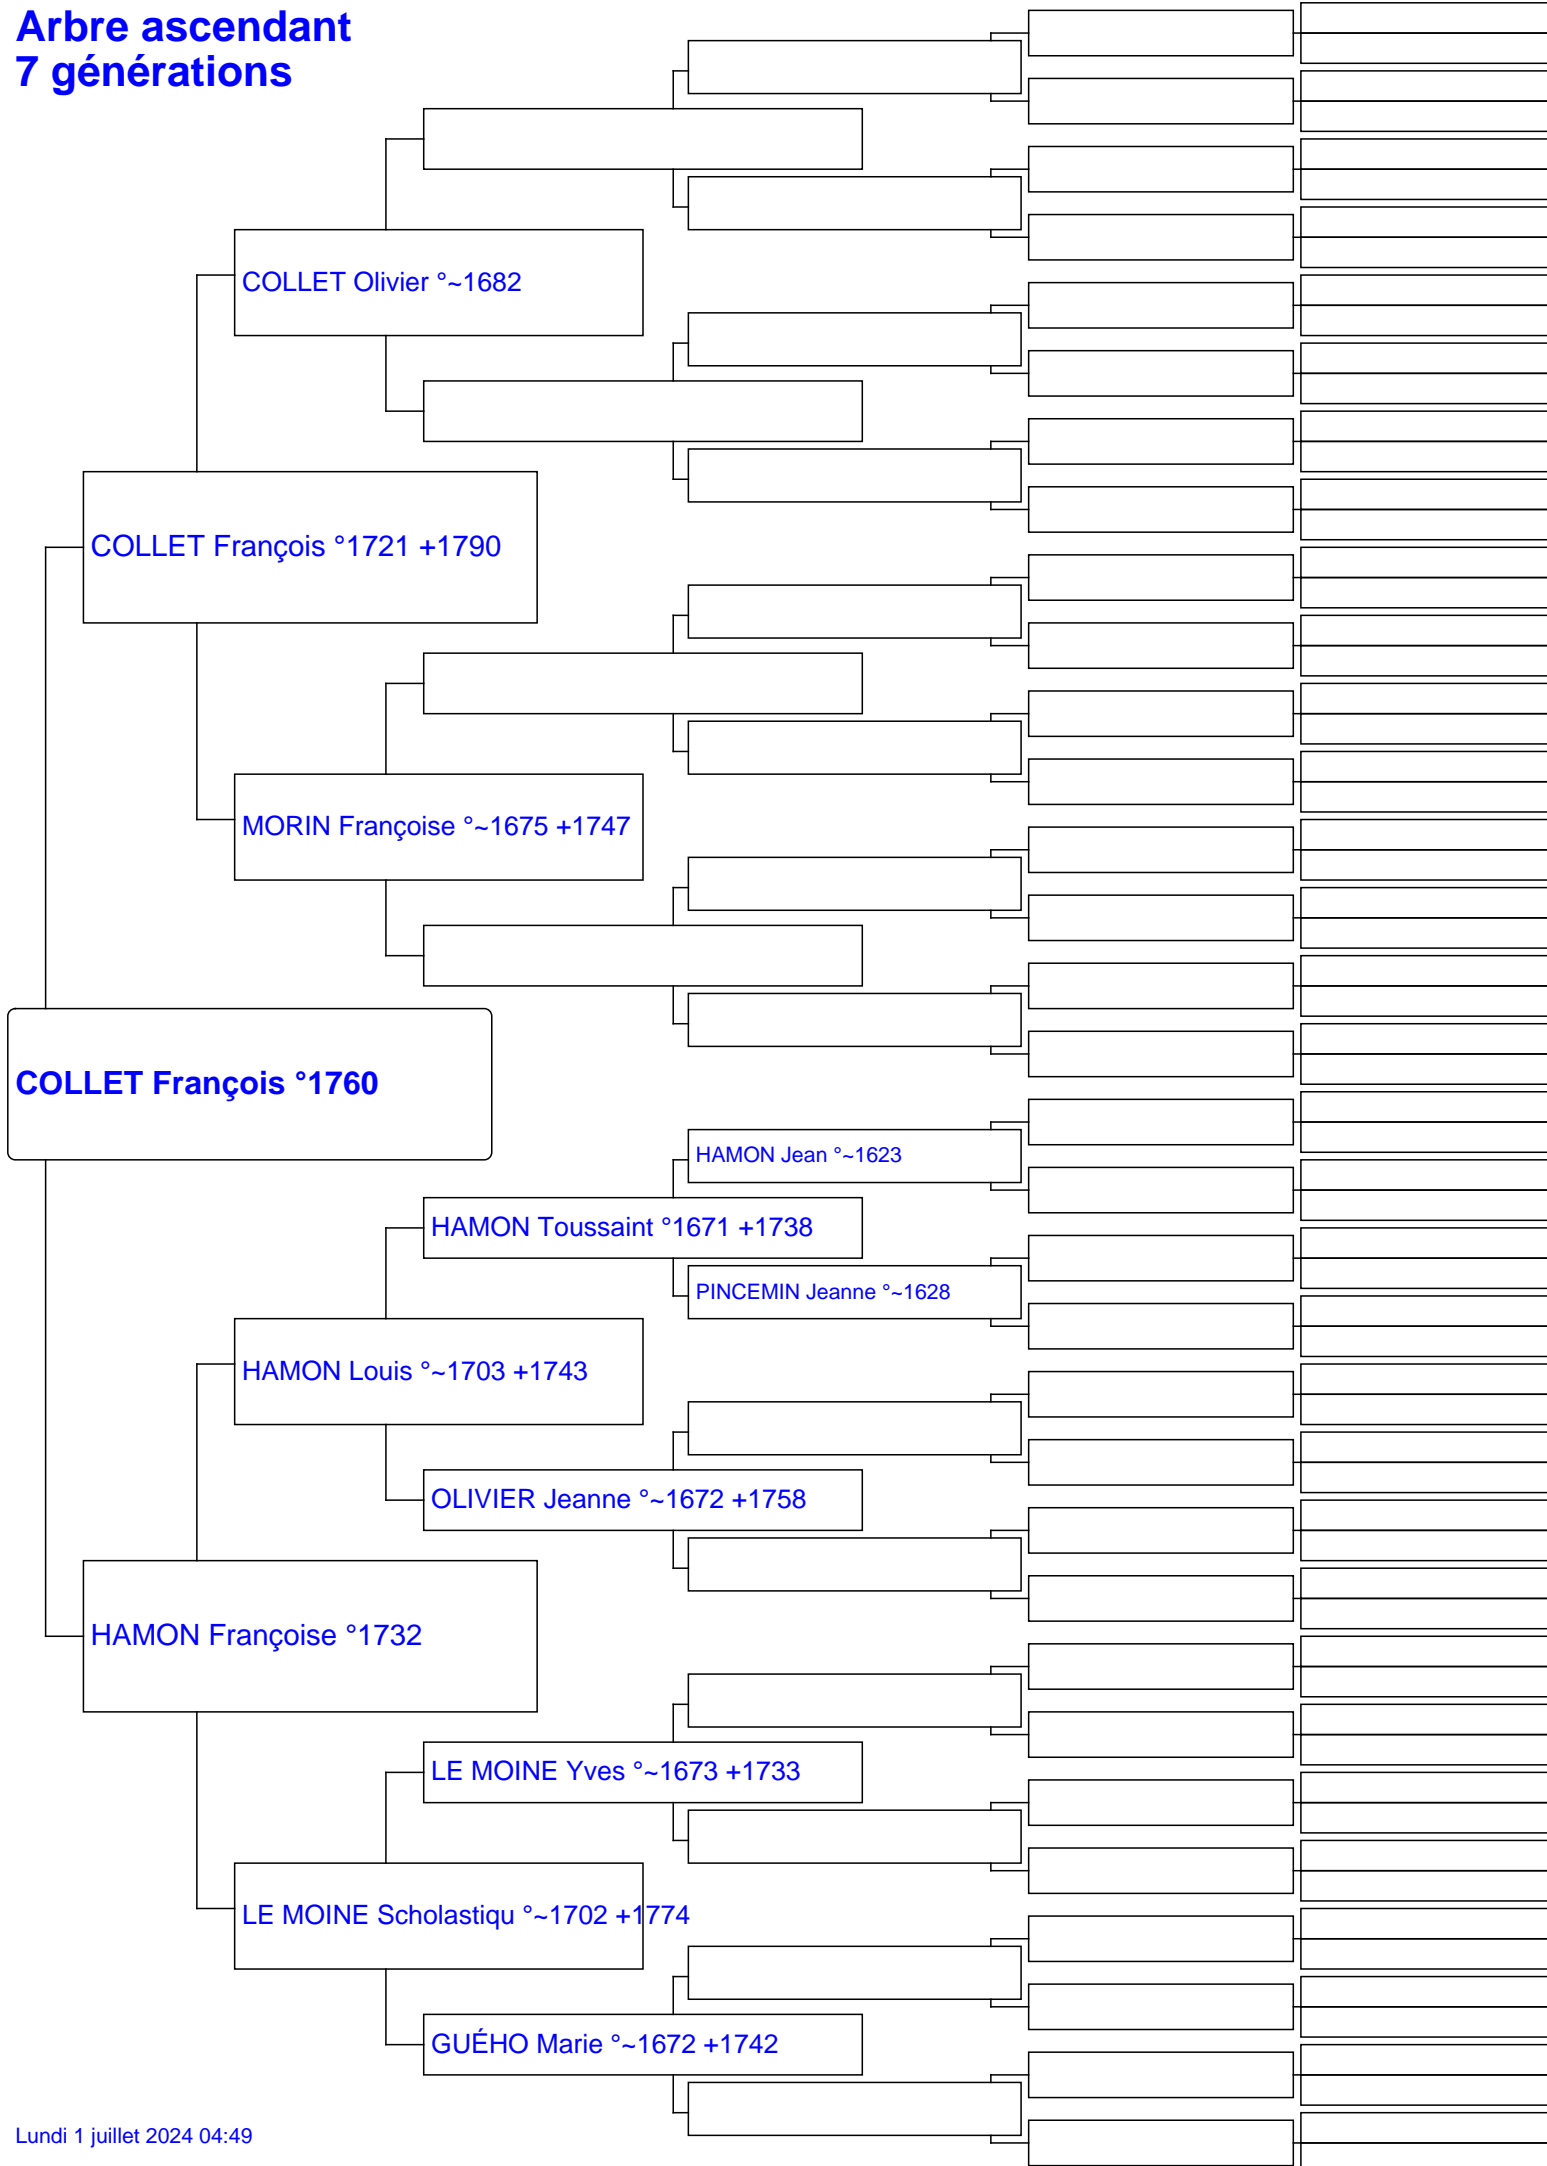 Arbre ascendant
7 générations
COLLET Olivier °~1682
COLLET François °1721 +1790
MORIN Françoise °~1675 +1747
COLLET François °1760
HAMON Jean °~1623
HAMON Toussaint °1671 +1738
PINCEMIN Jeanne °~1628
HAMON Louis °~1703 +1743
OLIVIER Jeanne °~1672 +1758
HAMON Françoise °1732
LE MOINE Yves °~1673 +1733
LE MOINE Scholastiqu °~1702 +1774
GUÉHO Marie °~1672 +1742
Lundi 1 juillet 2024 04:49